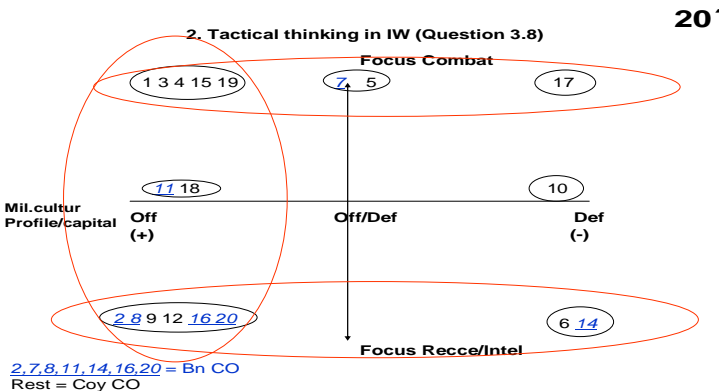 20
2. Tactical thinking in IW (Question 3.8)
Focus Combat
1 3 4 15 19
7 5
17
11 18
10
Mil.cultur
Profile/capital
Off
(+)
Off/Def
Def
(-)
2 8 9 12 16 20
6 14
Focus Recce/Intel
2,7,8,11,14,16,20 = Bn CO
Rest = Coy CO